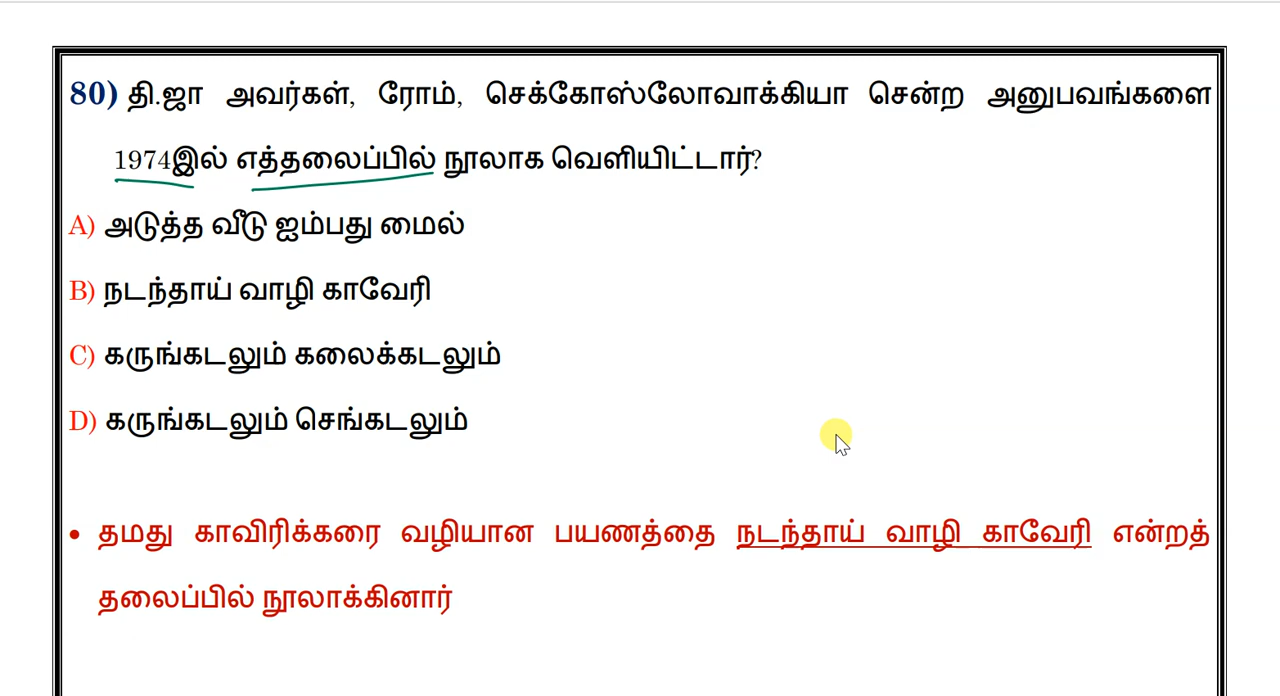 80) தி.ஜா அவர்கள், ரோம், செக்கோஸ்லோவாக்கியா சென்ற அனுபவங்களை
1974இல் எத்தலைப்பில் நூலாக வெளியிட்டார்?
A) அடுத்த வீடு ஐம்பது மைல்
B) நடந்தாய் வாழி காவேரி
C) கருங்கடலும் கலைக்கடலும்
D) கருங்கடலும் செங்கடலும்
• தமது காவிரிக்கரை வழியான பயணத்தை நடந்தாய் வாழி காவேரி என்றத்
தலைப்பில் நூலாக்கினார்